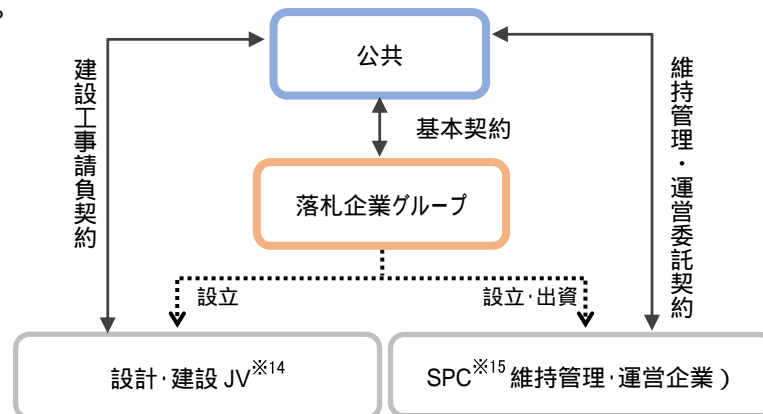 。
公共
建設工事請負契約
維持管理・運営委託契約
基本契約
落札企業グループ
設立
設立・出資
設計・建設 JV※14
SPC※15 維持管理・運営企業）